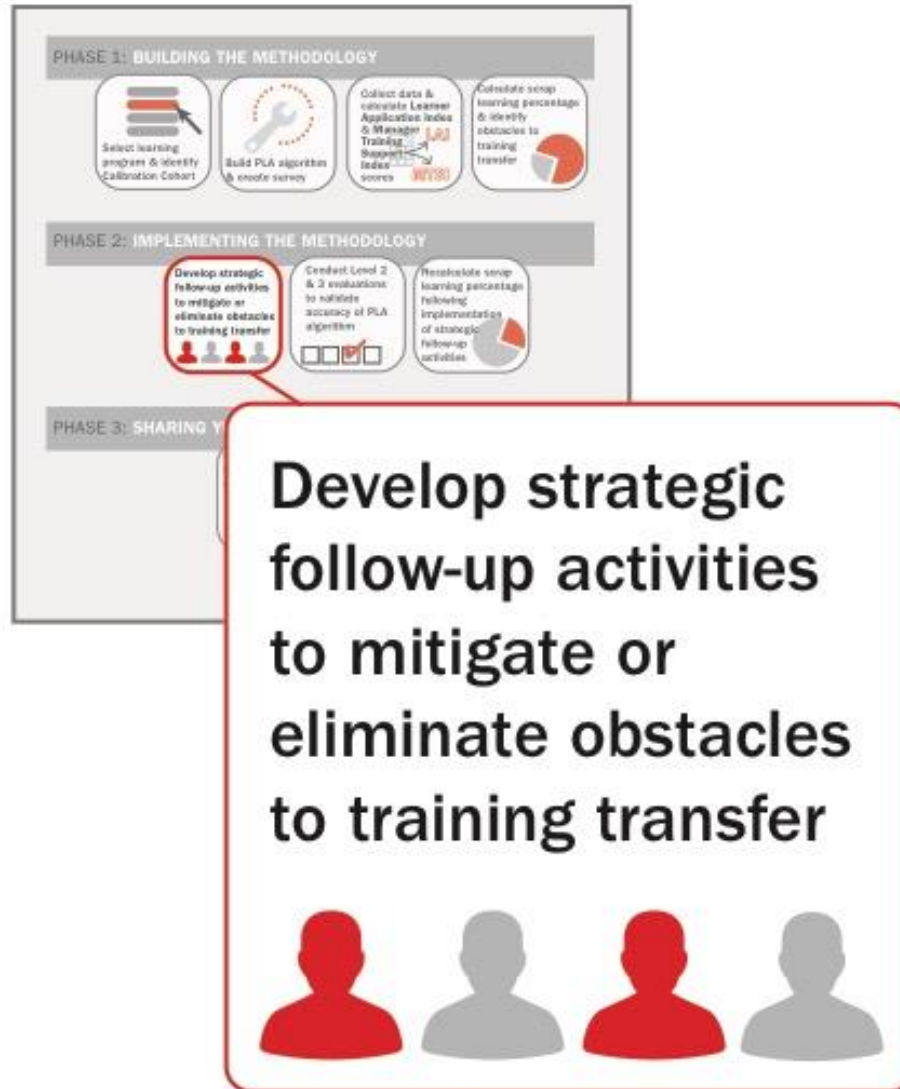 PHASE 1: BUILDING THE METHODOLOGY
Select learning
program & identify
Calibration Cohort
Build PLA algorithm
& create survey
Collect data &
calculate Learner
Application Index
& Manager
Training
Support
Index
scores
LAI
MTSI
Calculate scrap
learning percentage
& identify
obstacles to
training
transfer
PHASE 2: IMPLEMENTING THE METHODOLOGY
Develop strategic
follow-up activities
to mitigate or
eliminate obstacles
to training transfer
Conduct Level 2
& 3 evaluations
to validate
accuracy of PLA
algorithm
Recalculate scrap
learning percentage
following
implementation
of strategic
follow-up
activities
PHASE 3: SHARING Y
Develop strategic
follow-up activities
to mitigate or
eliminate obstacles
to training transfer